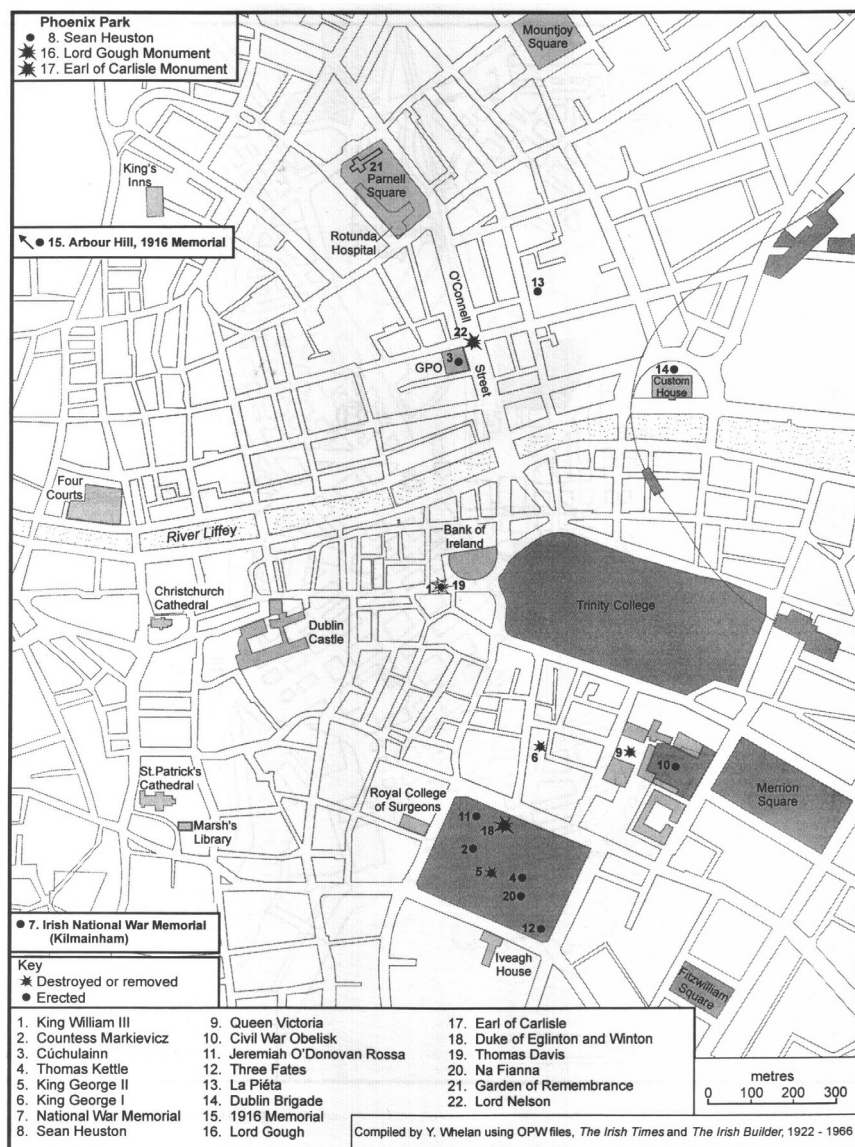 Phoenix Park
8. Sean Heuston
16. Lord Gough Monument
17. Earl of Carlisle Monument
Mountjoy
Square
King's
Inns
21
Parnell
Square
Rotunda
Hospital
15. Arbour Hill, 1916 Memorial
O'Connell
Street
13
22
3
GPO
14
Custom
House
Four
Courts
River Liffey
Bank of
Ireland
1
19
Christchurch
Cathedral
Dublin
Castle
Trinity College
6
9
10
Merrion
Square
St.Patrick's
Cathedral
Marsh's
Library
Royal College
of Surgeons
11
18
2
5
4
20
12
Iveagh
House
Fitzwilliam
Square
7. Irish National War Memorial
(Kilmainham)
Key
Destroyed or removed
Erected
1. King William III
2. Countess Markievicz
3. Cúchulainn
4. Thomas Kettle
5. King George II
6. King George I
7. National War Memorial
8. Sean Heuston
9. Queen Victoria
10. Civil War Obelisk
11. Jeremiah O'Donovan Rossa
12. Three Fates
13. La Piéta
14. Dublin Brigade
15. 1916 Memorial
16. Lord Gough
17. Earl of Carlisle
18. Duke of Eglinton and Winton
19. Thomas Davis
20. Na Fianna
21. Garden of Remembrance
22. Lord Nelson
metres
0 100 200 300
Compiled by Y. Whelan using OPW files, The Irish Times and The Irish Builder, 1922 - 1966